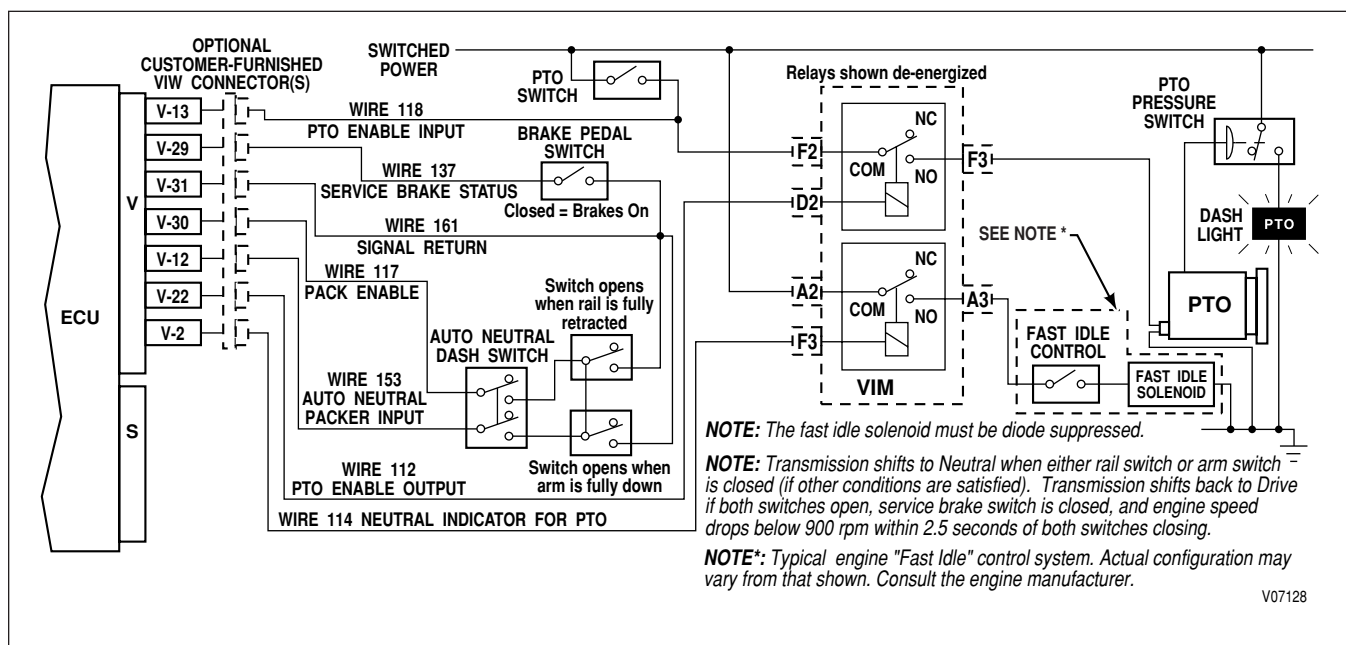 OPTIONAL
CUSTOMER-FURNISHED
VIW CONNECTOR(S)
SWITCHED
POWER
PTO
SWITCH
Relays shown de-energized
PTO
PRESSURE
SWITCH
ECU
V
S
V-13
V-29
V-31
V-30
V-12
V-22
V-2
WIRE 118
PTO ENABLE INPUT
BRAKE PEDAL
SWITCH
WIRE 137
SERVICE BRAKE STATUS
Closed = Brakes On
WIRE 161
SIGNAL RETURN
WIRE 117
PACK ENABLE
Switch opens
when rail is fully
retracted
AUTO NEUTRAL
DASH SWITCH
WIRE 153
AUTO NEUTRAL
PACKER INPUT
Switch opens when
arm is fully down
WIRE 112
PTO ENABLE OUTPUT
WIRE 114 NEUTRAL INDICATOR FOR PTO
NC
F2
COM
NO
F3
D2
NC
A2
COM
NO
A3
F3
VIM
SEE NOTE *
DASH
LIGHT
PTO
PTO
FAST IDLE
CONTROL
FAST IDLE
SOLENOID
NOTE: The fast idle solenoid must be diode suppressed.
NOTE: Transmission shifts to Neutral when either rail switch or arm switch
is closed (if other conditions are satisfied). Transmission shifts back to Drive
if both switches open, service brake switch is closed, and engine speed
drops below 900 rpm within 2.5 seconds of both switches closing.
NOTE*: Typical engine "Fast Idle" control system. Actual configuration may
vary from that shown. Consult the engine manufacturer.
V07128